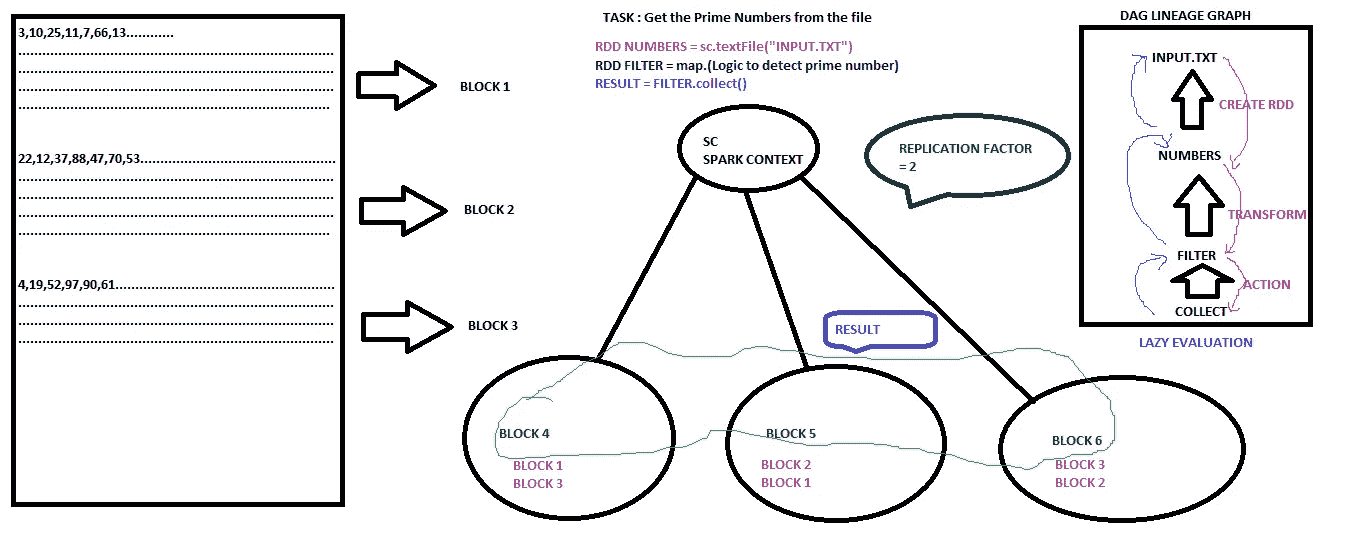 3,10,25,11,7,66,13............
22,12,37,88,47,70,53......................................................
4,19,52,97,90,61...........................................................
BLOCK 1
BLOCK 2
BLOCK 3
TASK : Get the Prime Numbers from the file
RDD NUMBERS = sc.textFile("INPUT.TXT")
RDD FILTER = map.(Logic to detect prime number)
RESULT = FILTER.collect()
SC
SPARK CONTEXT
REPLICATION FACTOR
= 2
RESULT
BLOCK 4
BLOCK 1
BLOCK 3
BLOCK 5
BLOCK 2
BLOCK 1
BLOCK 6
BLOCK 3
BLOCK 2
DAG LINEAGE GRAPH
INPUT.TXT
CREATE RDD
NUMBERS
TRANSFORM
FILTER
ACTION
COLLECT
LAZY EVALUATION